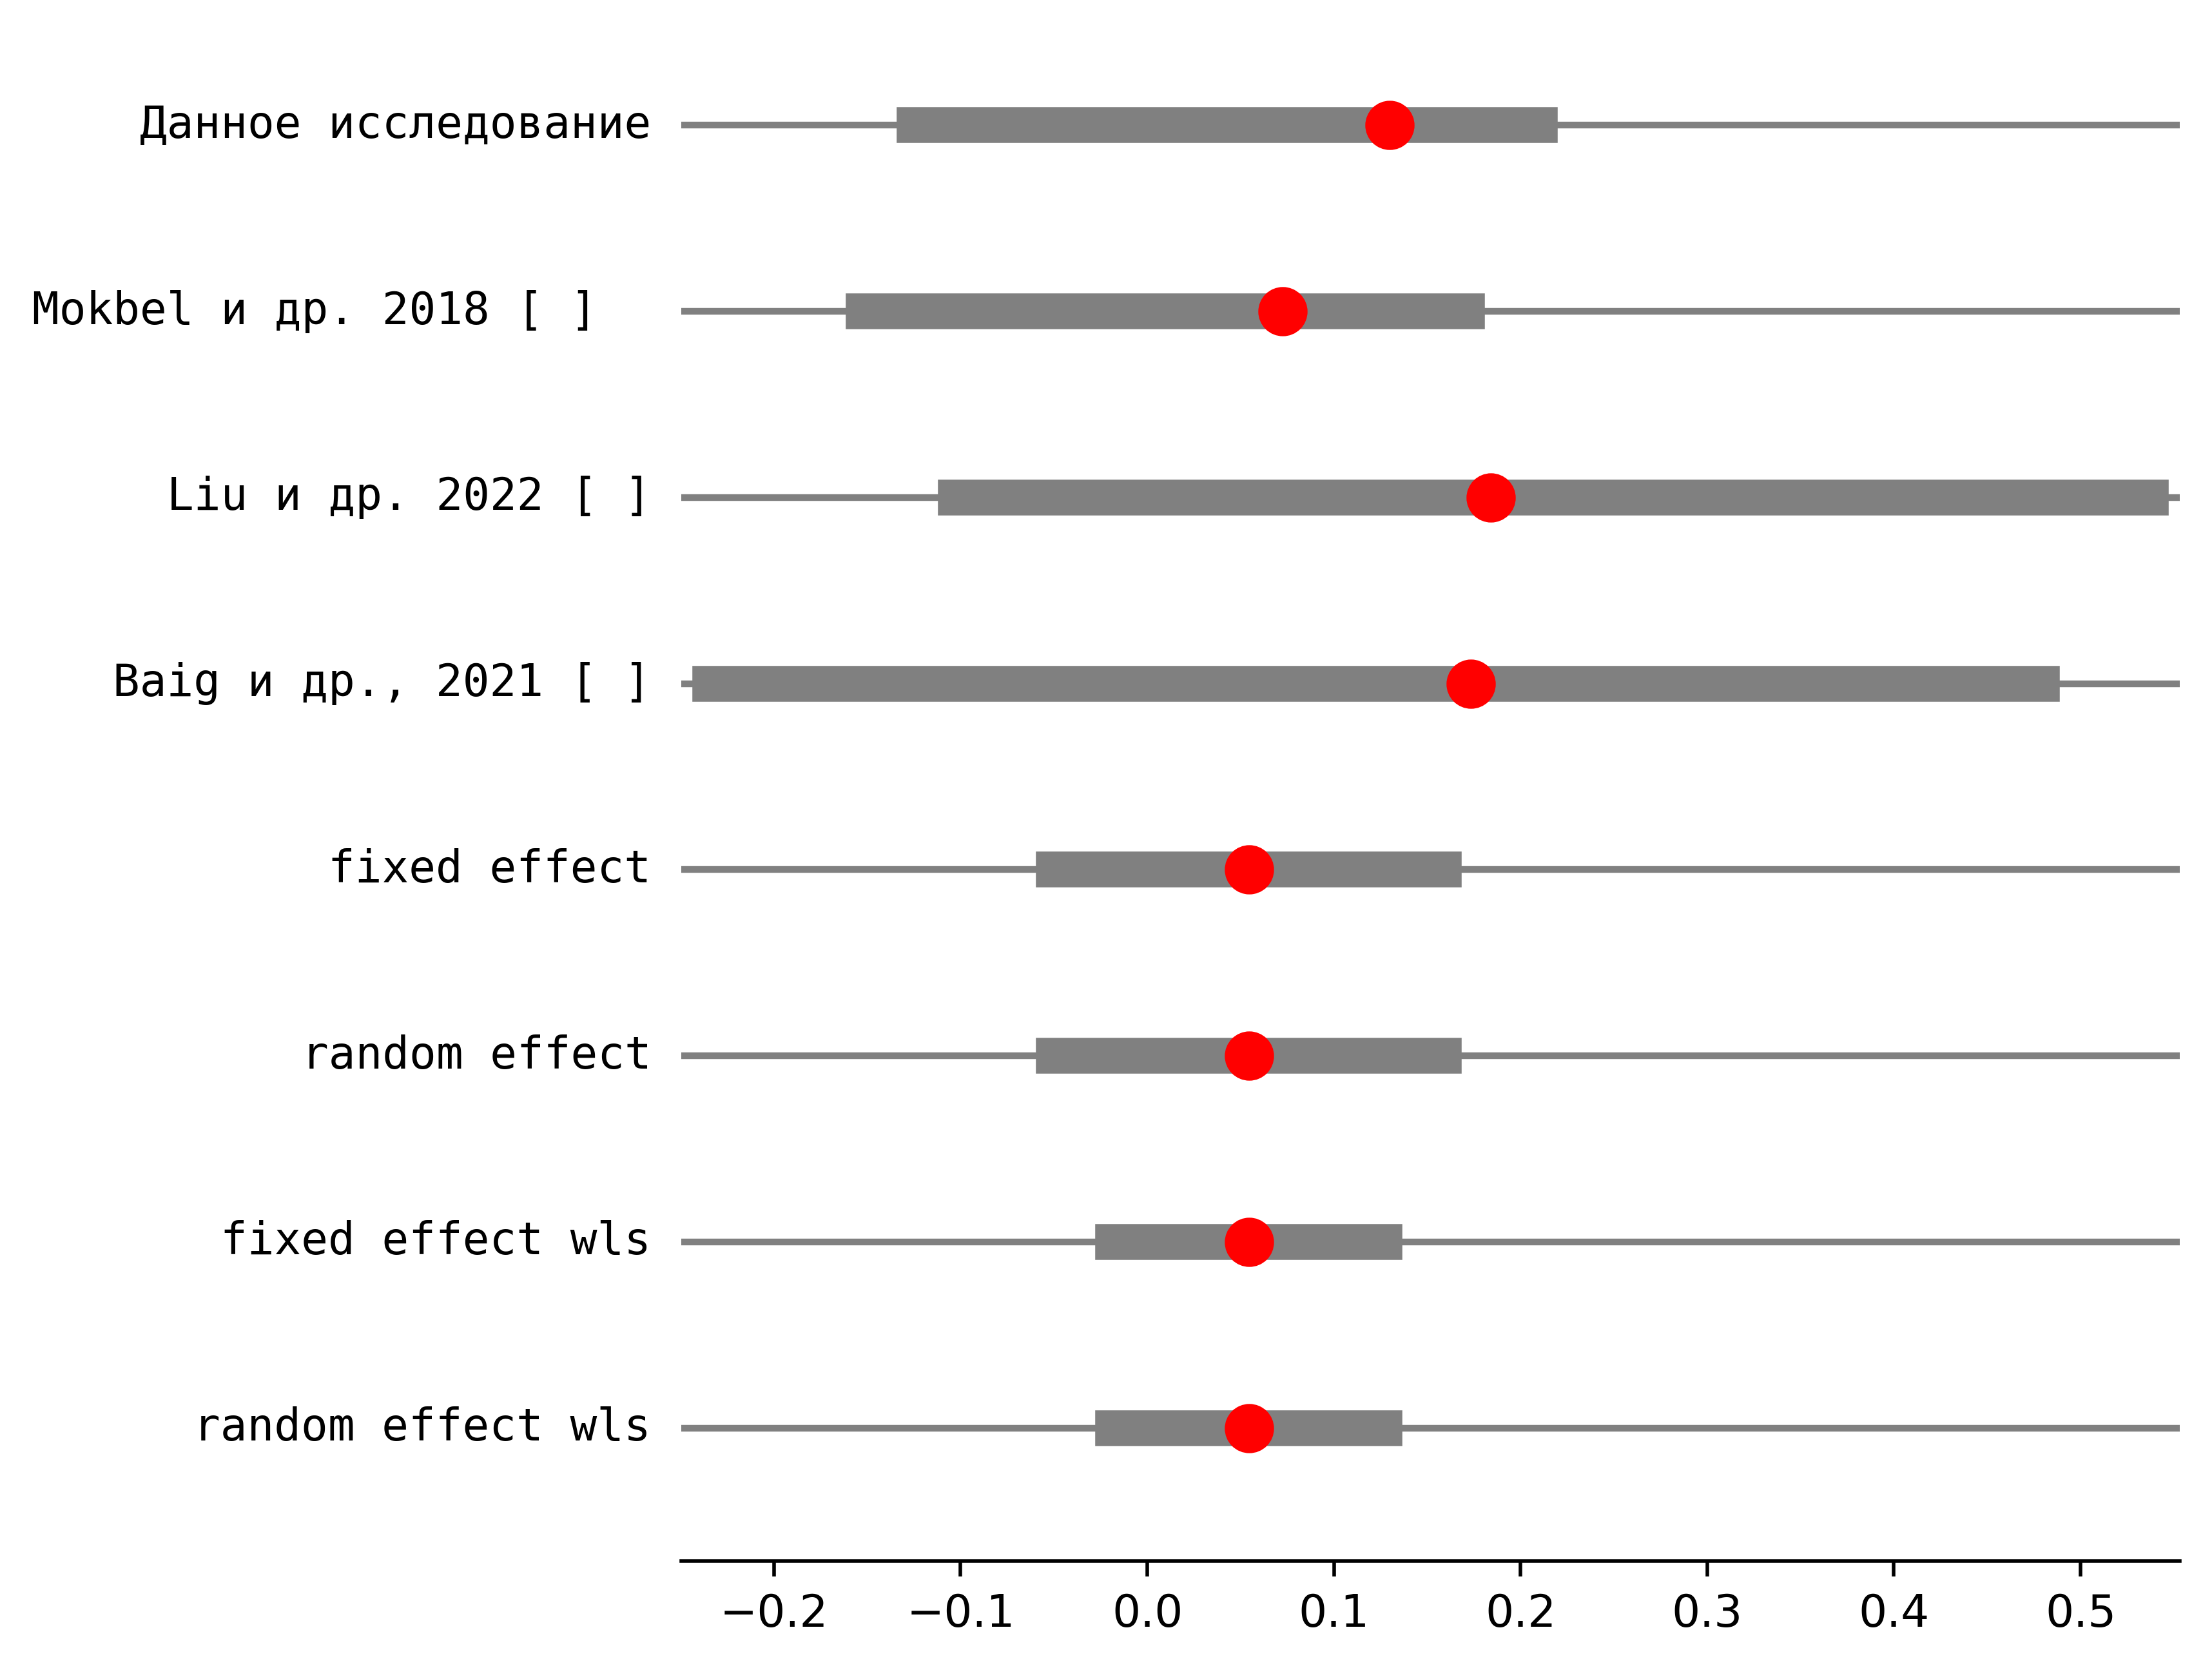 Данное исследование
Mokbel и др. 2018 [ ]
Liu и др. 2022 [ ]
Baig и др., 2021 [ ]
fixed effect
random effect
fixed effect wls
random effect wls
−0.2 −0.1 0.0 0.1 0.2 0.3 0.4 0.5